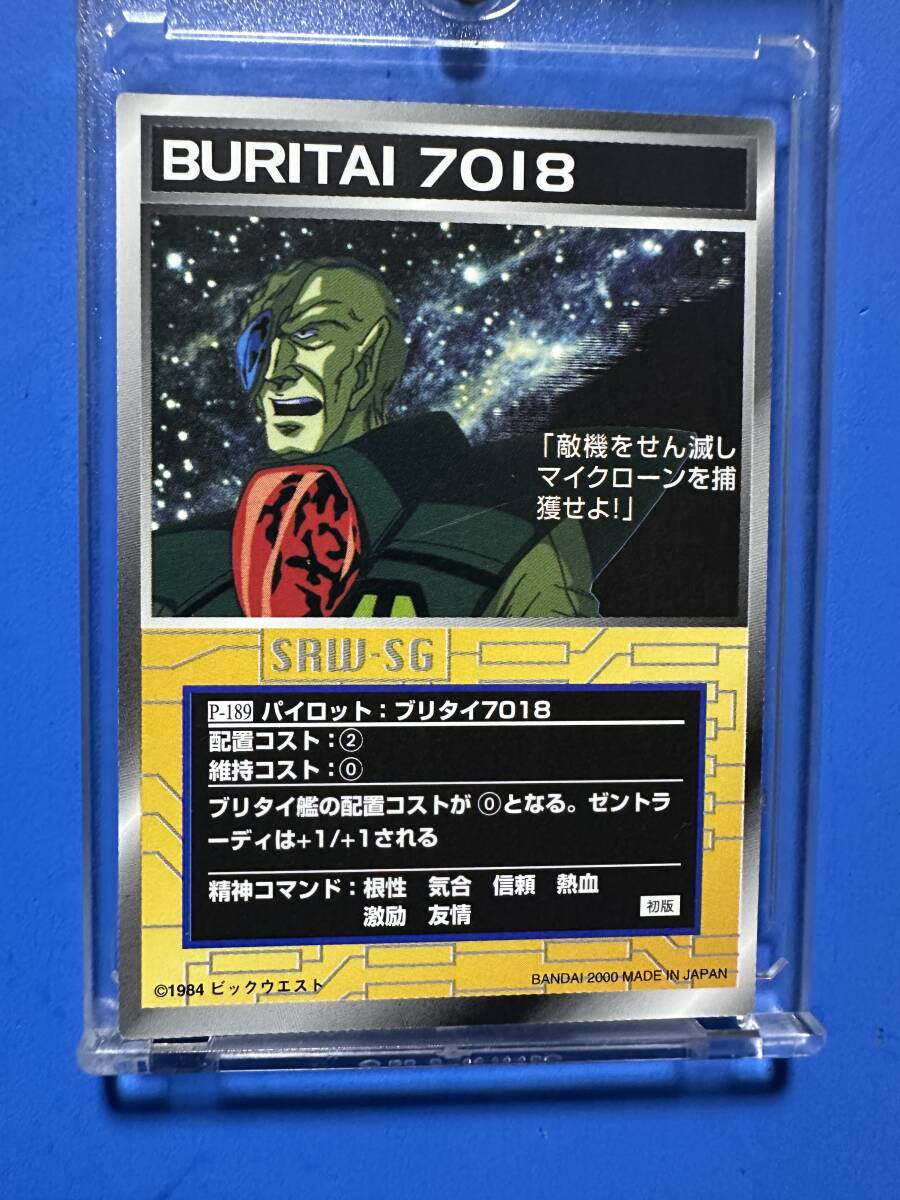 BURITAI 7018
「敵機をせん滅し
マイクローンを捕
獲せよ!」
SRW-SG
P-189 パイロット：ブリタイ7018
配置コスト：②
維持コスト：⓪
ブリタイ艦の配置コストが⓪となる。ゼントラ
ーディは+1/+1される
精神コマンド：根性 気合 信頼 熱血
激励 友情
初版
©1984 ビックウエスト
BANDAI 2000 MADE IN JAPAN